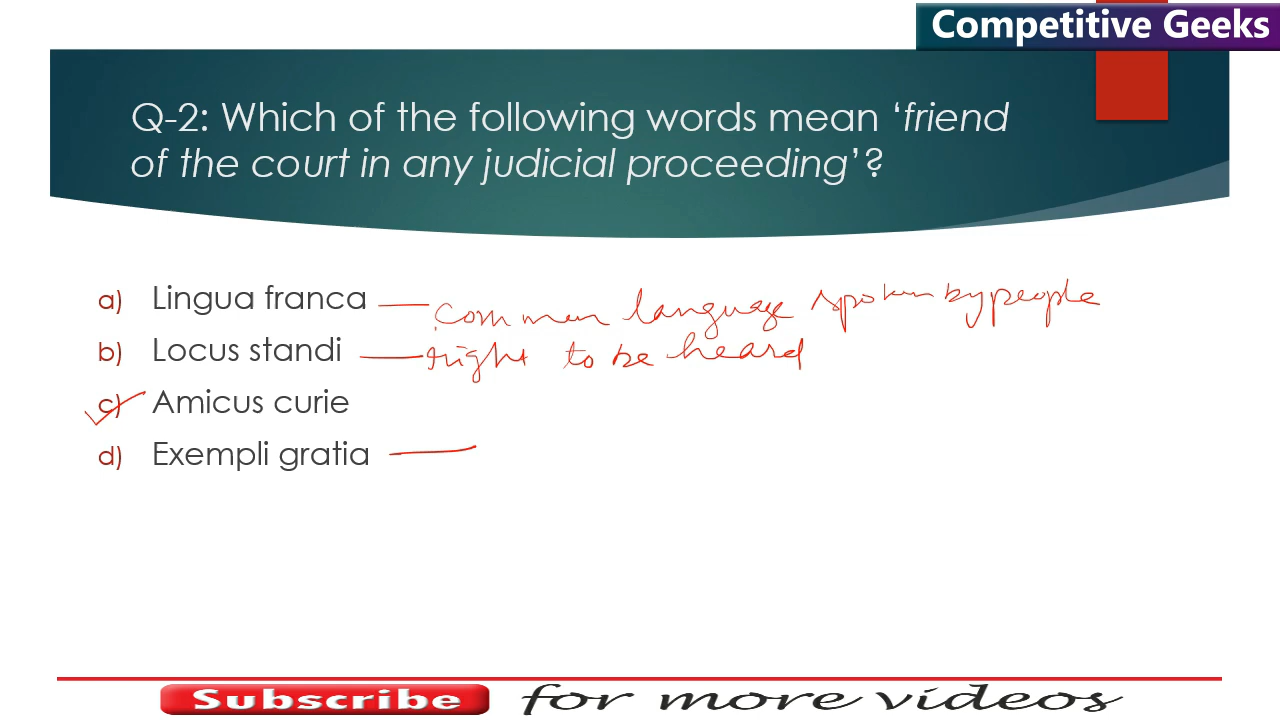 Competitive Geeks
Q-2: Which of the following words mean ‘friend
of the court in any judicial proceeding’?
a) Lingua franca — common language spoken by people
b) Locus standi — right to be heard
c) Amicus curie
d) Exempli gratia —
Subscribe for more videos